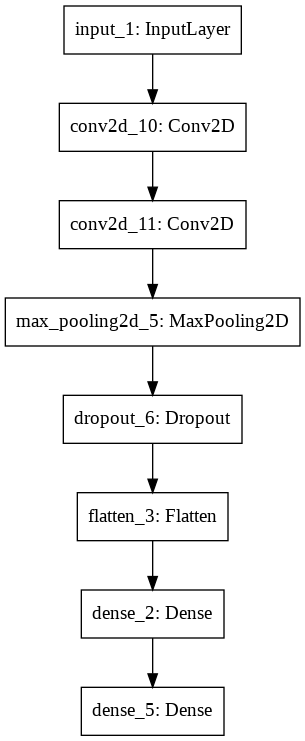 input_1: InputLayer
conv2d_10: Conv2D
conv2d_11: Conv2D
max_pooling2d_5: MaxPooling2D
dropout_6: Dropout
flatten_3: Flatten
dense_2: Dense
dense_5: Dense